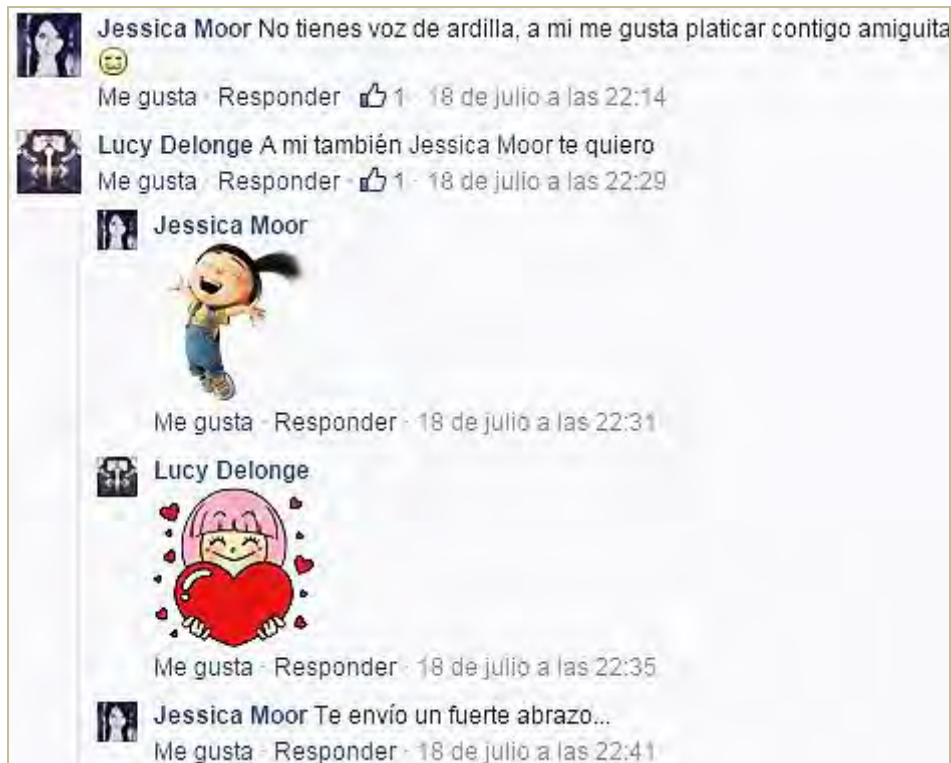 Jessica Moor No tienes voz de ardilla, a mi me gusta platicar contigo amiguita
Me gusta · Responder · 1 · 18 de julio a las 22:14
Lucy Delonge A mi también Jessica Moor te quiero
Me gusta · Responder · 1 · 18 de julio a las 22:29
Jessica Moor
Me gusta · Responder · 18 de julio a las 22:31
Lucy Delonge
Me gusta · Responder · 18 de julio a las 22:35
Jessica Moor Te envío un fuerte abrazo...
Me gusta · Responder · 18 de julio a las 22:41